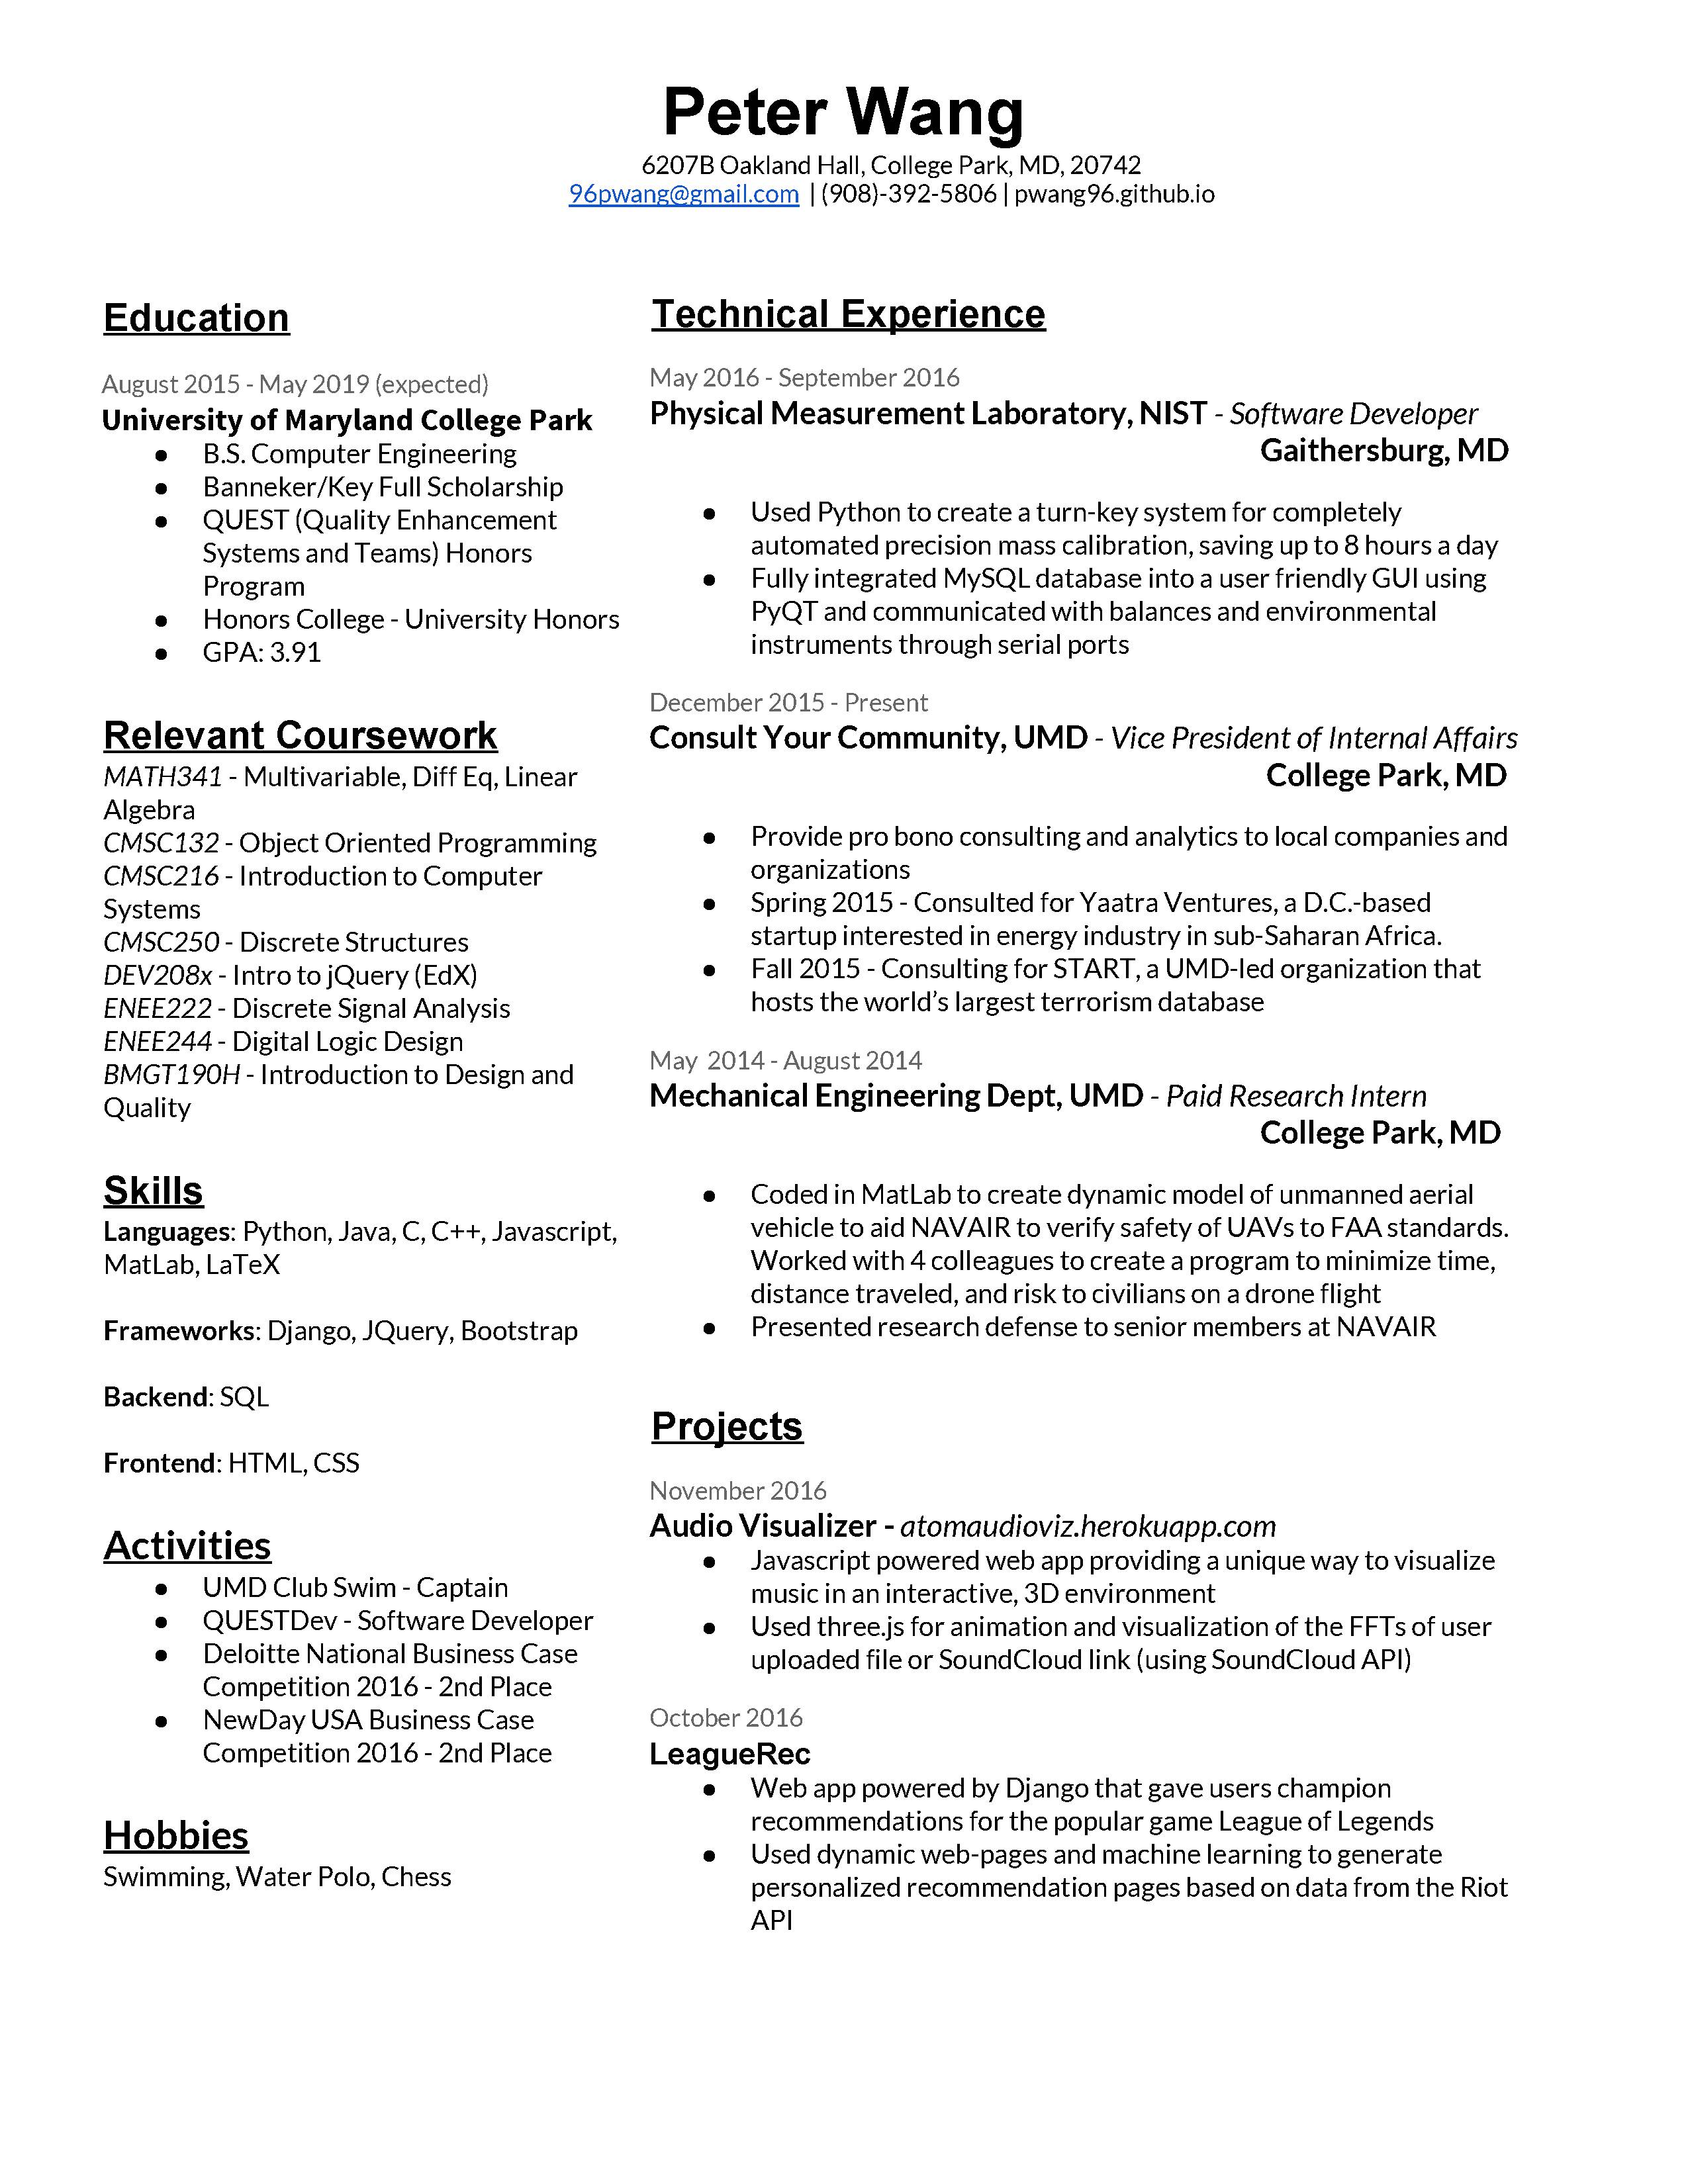 Peter Wang
6207B Oakland Hall, College Park, MD, 20742
96pwang@gmail.com | (908)-392-5806 | pwang96.github.io
Education
August 2015 - May 2019 (expected)
University of Maryland College Park
● B.S. Computer Engineering
● Banneker/Key Full Scholarship
● QUEST (Quality Enhancement
Systems and Teams) Honors
Program
● Honors College - University Honors
● GPA: 3.91
Relevant Coursework
MATH341 - Multivariable, Diff Eq, Linear
Algebra
CMSC132 - Object Oriented Programming
CMSC216 - Introduction to Computer
Systems
CMSC250 - Discrete Structures
DEV208x - Intro to jQuery (EdX)
ENEE222 - Discrete Signal Analysis
ENEE244 - Digital Logic Design
BMGT190H - Introduction to Design and
Quality
Skills
Languages: Python, Java, C, C++, Javascript,
MatLab, LaTeX
Frameworks: Django, JQuery, Bootstrap
Backend: SQL
Frontend: HTML, CSS
Activities
● UMD Club Swim - Captain
● QUESTDev - Software Developer
● Deloitte National Business Case
Competition 2016 - 2nd Place
● NewDay USA Business Case
Competition 2016 - 2nd Place
Hobbies
Swimming, Water Polo, Chess
Technical Experience
May 2016 - September 2016
Physical Measurement Laboratory, NIST - Software Developer
Gaithersburg, MD
● Used Python to create a turn-key system for completely
automated precision mass calibration, saving up to 8 hours a day
● Fully integrated MySQL database into a user friendly GUI using
PyQT and communicated with balances and environmental
instruments through serial ports
December 2015 - Present
Consult Your Community, UMD - Vice President of Internal Affairs
College Park, MD
● Provide pro bono consulting and analytics to local companies and
organizations
● Spring 2015 - Consulted for Yaatra Ventures, a D.C.-based
startup interested in energy industry in sub-Saharan Africa.
● Fall 2015 - Consulting for START, a UMD-led organization that
hosts the world’s largest terrorism database
May 2014 - August 2014
Mechanical Engineering Dept, UMD - Paid Research Intern
College Park, MD
● Coded in MatLab to create dynamic model of unmanned aerial
vehicle to aid NAVAIR to verify safety of UAVs to FAA standards.
Worked with 4 colleagues to create a program to minimize time,
distance traveled, and risk to civilians on a drone flight
● Presented research defense to senior members at NAVAIR
Projects
November 2016
Audio Visualizer - atomaudioviz.herokuapp.com
● Javascript powered web app providing a unique way to visualize
music in an interactive, 3D environment
● Used three.js for animation and visualization of the FFTs of user
uploaded file or SoundCloud link (using SoundCloud API)
October 2016
LeagueRec
● Web app powered by Django that gave users champion
recommendations for the popular game League of Legends
● Used dynamic web-pages and machine learning to generate
personalized recommendation pages based on data from the Riot
API